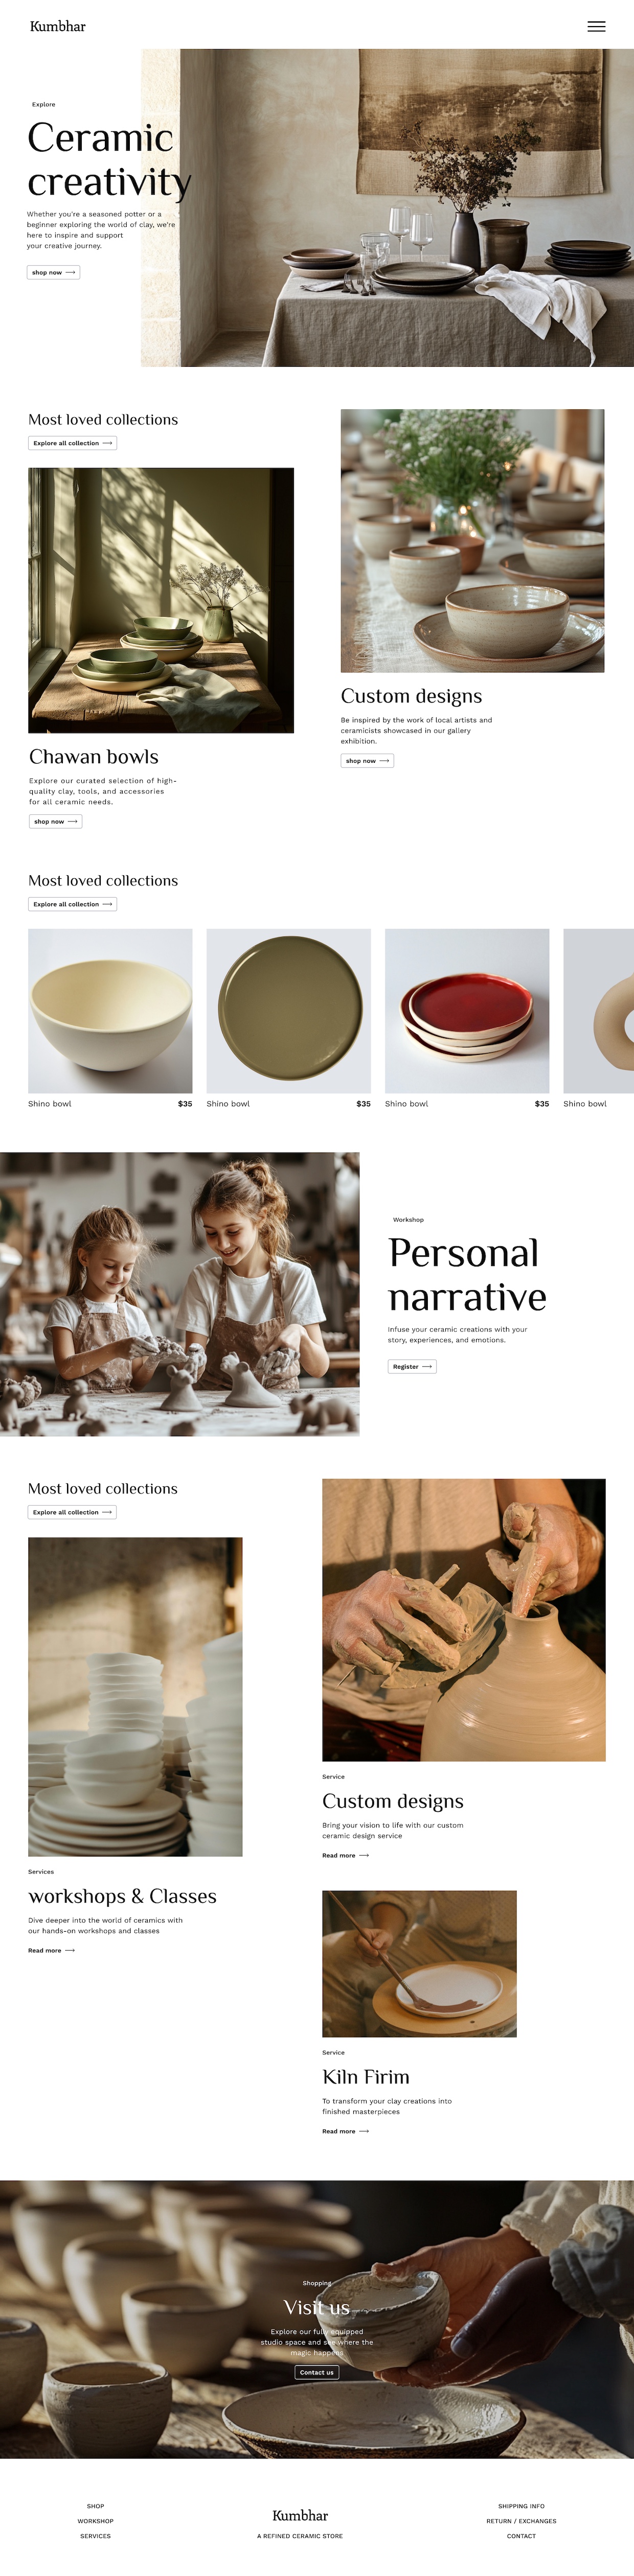 Kumbhar
Explore
Ceramic
creativity
Whether you're a seasoned potter or a
beginner exploring the world of clay, we're
here to inspire and support
your creative journey.
shop now
Most loved collections
Explore all collection
Chawan bowls
Explore our curated selection of high-
quality clay, tools, and accessories
for all ceramic needs.
shop now
Custom designs
Be inspired by the work of local artists and
ceramicists showcased in our gallery
exhibition.
shop now
Most loved collections
Explore all collection
Shino bowl $35
Shino bowl $35
Shino bowl $35
Shino bowl
Workshop
Personal
narrative
Infuse your ceramic creations with your
story, experiences, and emotions.
Register
Most loved collections
Explore all collection
Services
workshops & Classes
Dive deeper into the world of ceramics with
our hands-on workshops and classes
Read more
Service
Custom designs
Bring your vision to life with our custom
ceramic design service
Read more
Service
Kiln Firim
To transform your clay creations into
finished masterpieces
Read more
Shopping
Visit us
Explore our fully equipped
studio space and see where the
magic happens
Contact us
SHOP
WORKSHOP
SERVICES
Kumbhar
A REFINED CERAMIC STORE
SHIPPING INFO
RETURN / EXCHANGES
CONTACT